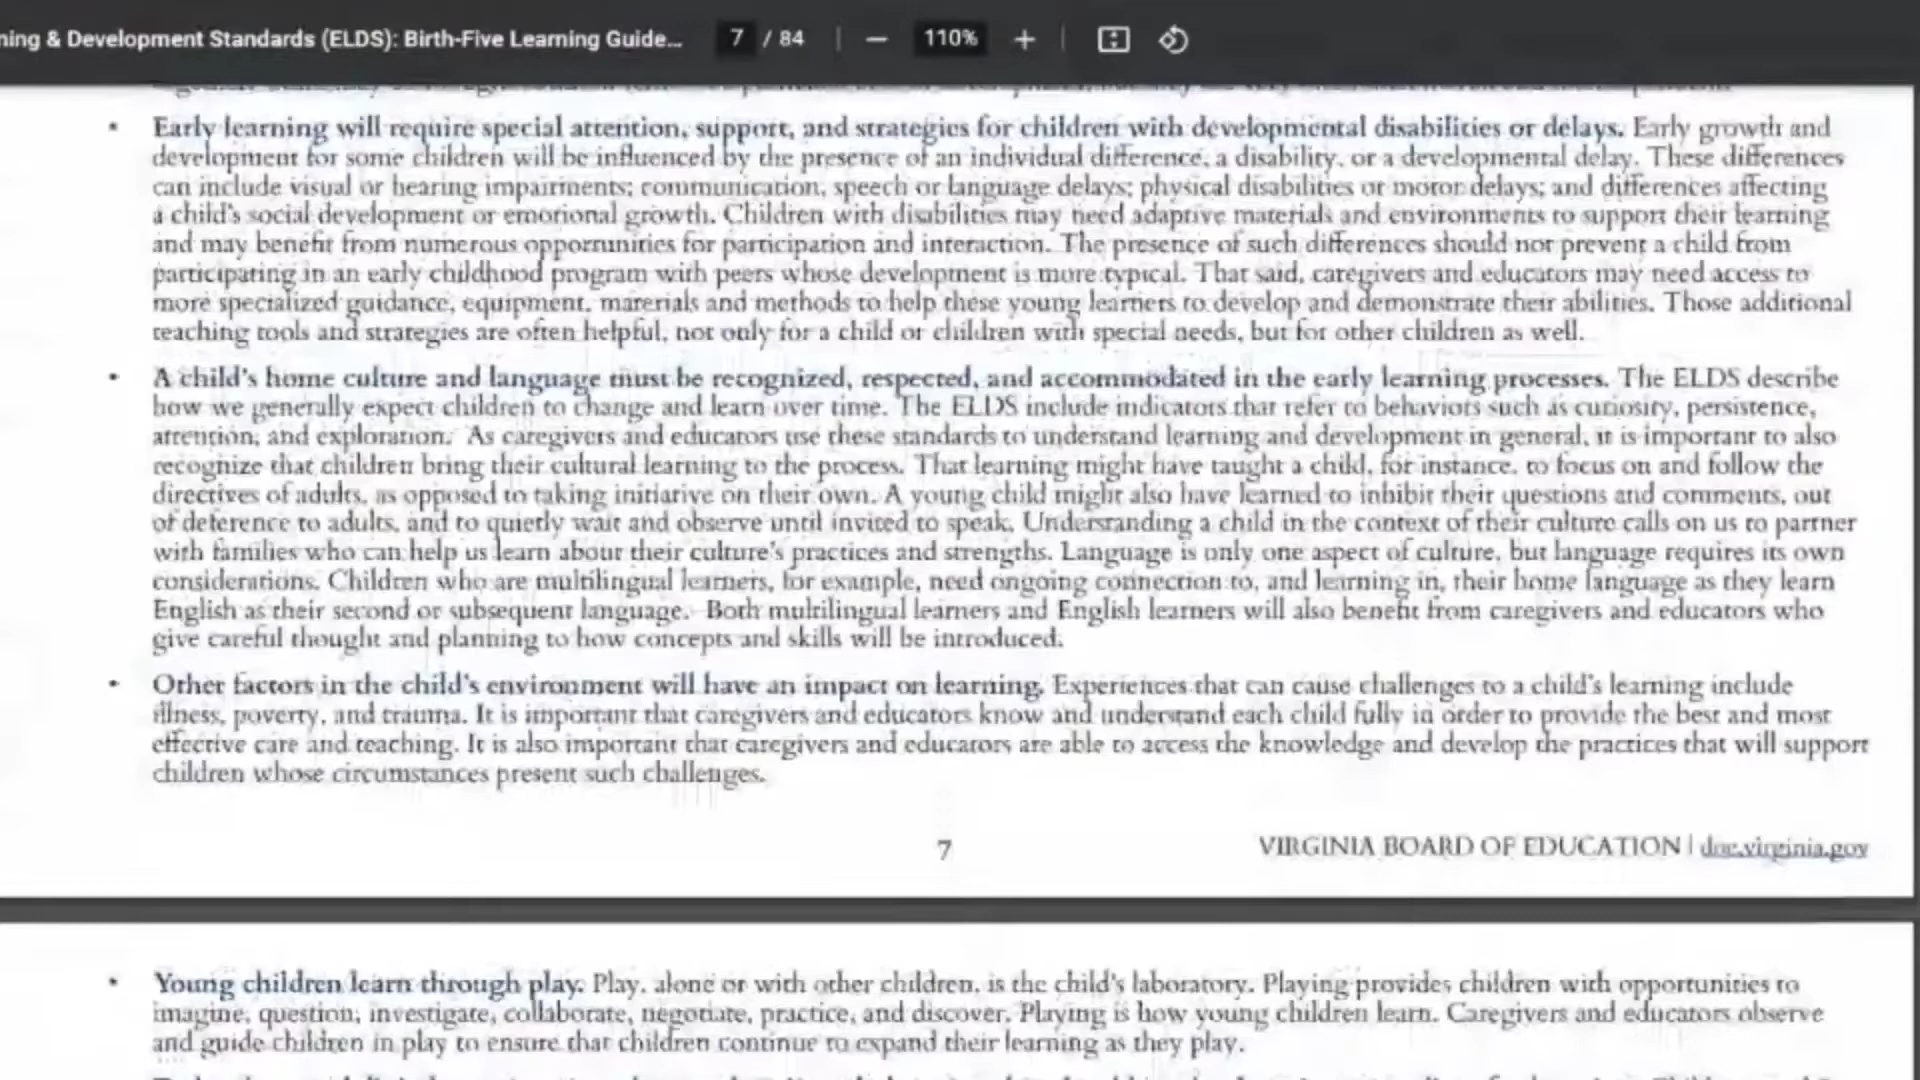 ning & Development Standards (ELDS): Birth-Five Learning Guide... 7 / 84 110%
• Early learning will require special attention, support, and strategies for children with developmental disabilities or delays. Early growth and
development for some children will be influenced by the presence of an individual difference, a disability, or a developmental delay. These differences
can include visual or hearing impairments; communication, speech or language delays; physical disabilities or motor delays; and differences affecting
a child's social development or emotional growth. Children with disabilities may need adaptive materials and environments to support their learning
and may benefit from numerous opportunities for participation and interaction. The presence of such differences should not prevent a child from
participating in an early childhood program with peers whose development is more typical. That said, caregivers and educators may need access to
more specialized guidance, equipment, materials and methods to help these young learners to develop and demonstrate their abilities. Those additional
teaching tools and strategies are often helpful, not only for a child or children with special needs, but for other children as well.
• A child's home culture and language must be recognized, respected, and accommodated in the early learning processes. The ELDS describe
how we generally expect children to change and learn over time. The ELDS include indicators that refer to behaviors such as curiosity, persistence,
attention, and exploration. As caregivers and educators use these standards to understand learning and development in general, it is important to also
recognize that children bring their cultural learning to the process. That learning might have taught a child, for instance, to focus on and follow the
directives of adults, as opposed to taking initiative on their own. A young child might also have learned to inhibit their questions and comments, out
of deference to adults, and to quietly wait and observe until invited to speak. Understanding a child in the context of their culture calls on us to partner
with families who can help us learn about their culture's practices and strengths. Language is only one aspect of culture, but language requires its own
considerations. Children who are multilingual learners, for example, need ongoing connection to, and learning in, their home language as they learn
English as their second or subsequent language. Both multilingual learners and English learners will also benefit from caregivers and educators who
give careful thought and planning to how concepts and skills will be introduced.
• Other factors in the child's environment will have an impact on learning. Experiences that can cause challenges to a child's learning include
illness, poverty, and trauma. It is important that caregivers and educators know and understand each child fully in order to provide the best and most
effective care and teaching. It is also important that caregivers and educators are able to access the knowledge and develop the practices that will support
children whose circumstances present such challenges.
7 VIRGINIA BOARD OF EDUCATION | doe.virginia.gov
• Young children learn through play. Play, alone or with other children, is the child's laboratory. Playing provides children with opportunities to
imagine, question, investigate, collaborate, negotiate, practice, and discover. Playing is how young children learn. Caregivers and educators observe
and guide children in play to ensure that children continue to expand their learning as they play.